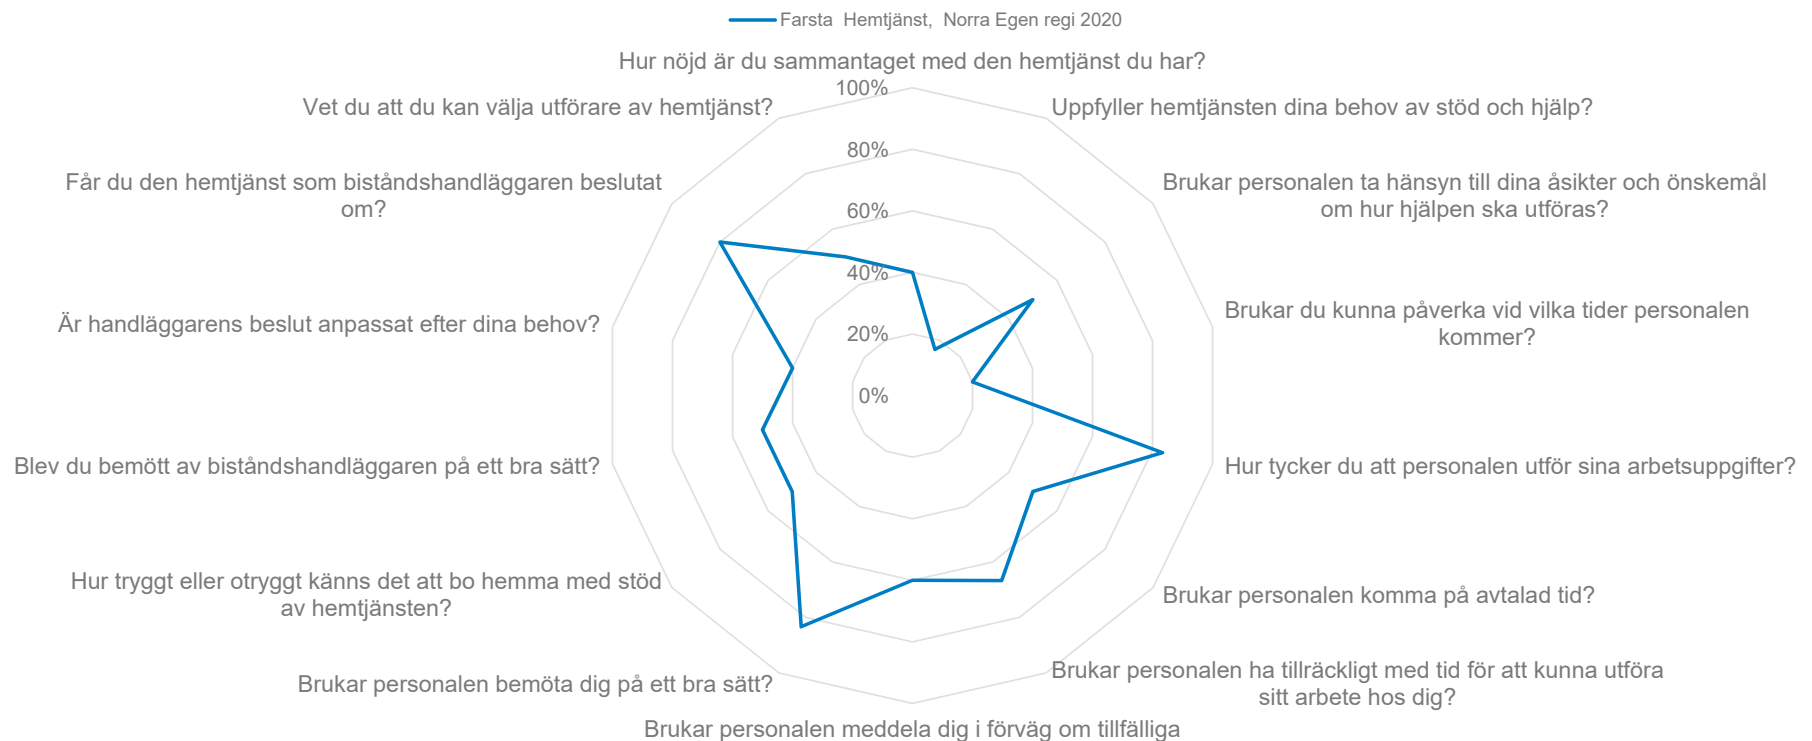 Farsta  Hemtjänst,  Norra Egen regi 2020
Hur nöjd är du sammantaget med den hemtjänst du har?
100%
Vet du att du kan välja utförare av hemtjänst?
Uppfyller hemtjänsten dina behov av stöd och hjälp?
80%
Får du den hemtjänst som biståndshandläggaren beslutat
om?
Brukar personalen ta hänsyn till dina åsikter och önskemål
om hur hjälpen ska utföras?
60%
40%
Är handläggarens beslut anpassat efter dina behov?
Brukar du kunna påverka vid vilka tider personalen
kommer?
20%
0%
Blev du bemött av biståndshandläggaren på ett bra sätt?
Hur tycker du att personalen utför sina arbetsuppgifter?
Hur tryggt eller otryggt känns det att bo hemma med stöd
av hemtjänsten?
Brukar personalen komma på avtalad tid?
Brukar personalen bemöta dig på ett bra sätt?
Brukar personalen ha tillräckligt med tid för att kunna utföra
sitt arbete hos dig?
Brukar personalen meddela dig i förväg om tillfälliga